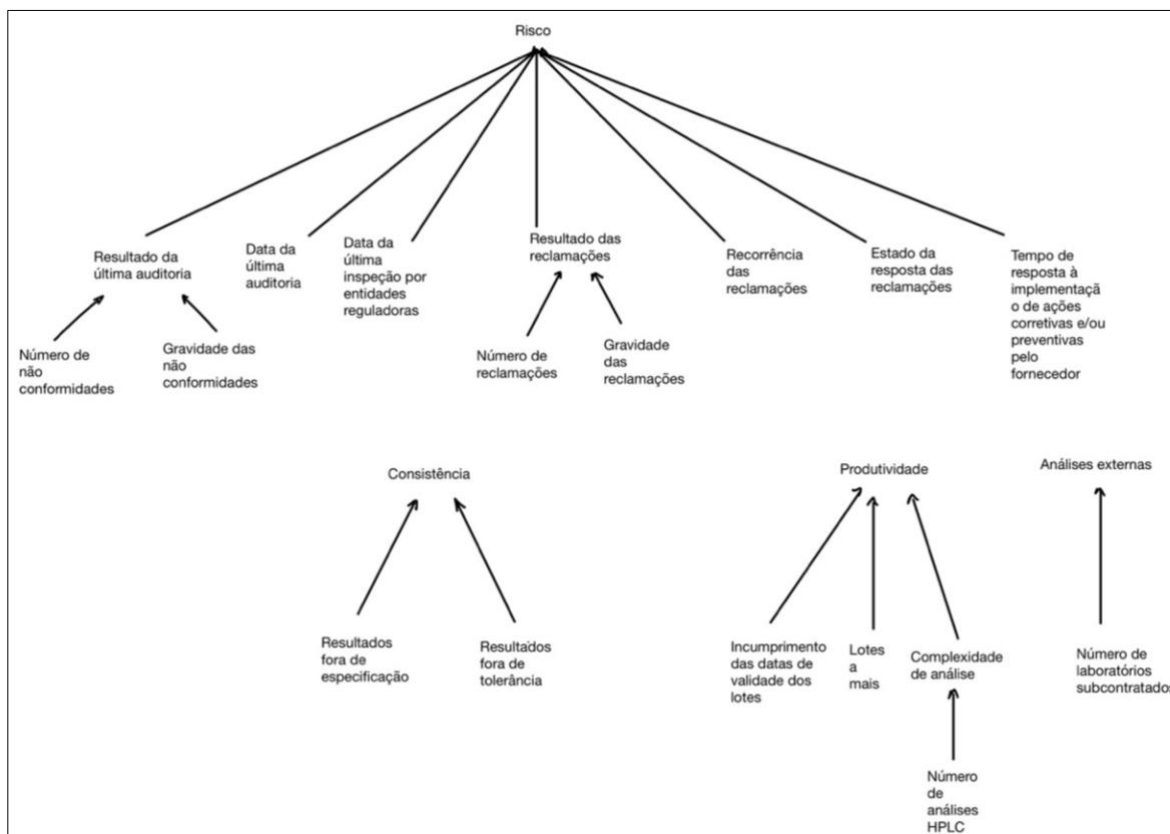 Risco
Resultado da
última auditoria
Data da
última
auditoria
Data da
última
inspeção por
entidades
reguladoras
Resultado das
reclamações
Recorrência
das
reclamações
Estado da
resposta das
reclamações
Tempo de
resposta à
implementaçã
o de ações
corretivas e/ou
preventivas
pelo
fornecedor
Número de
não
conformidades
Gravidade das
não
conformidades
Número de
reclamações
Gravidade
das
reclamações
Consistência
Produtividade
Análises externas
Resultados
fora de
especificação
Resultados
fora de
tolerância
Incumprimento
das datas de
validade dos
lotes
Lotes
a
mais
Complexidade
de análise
Número de
laboratórios
subcontratados
Número
de
análises
HPLC